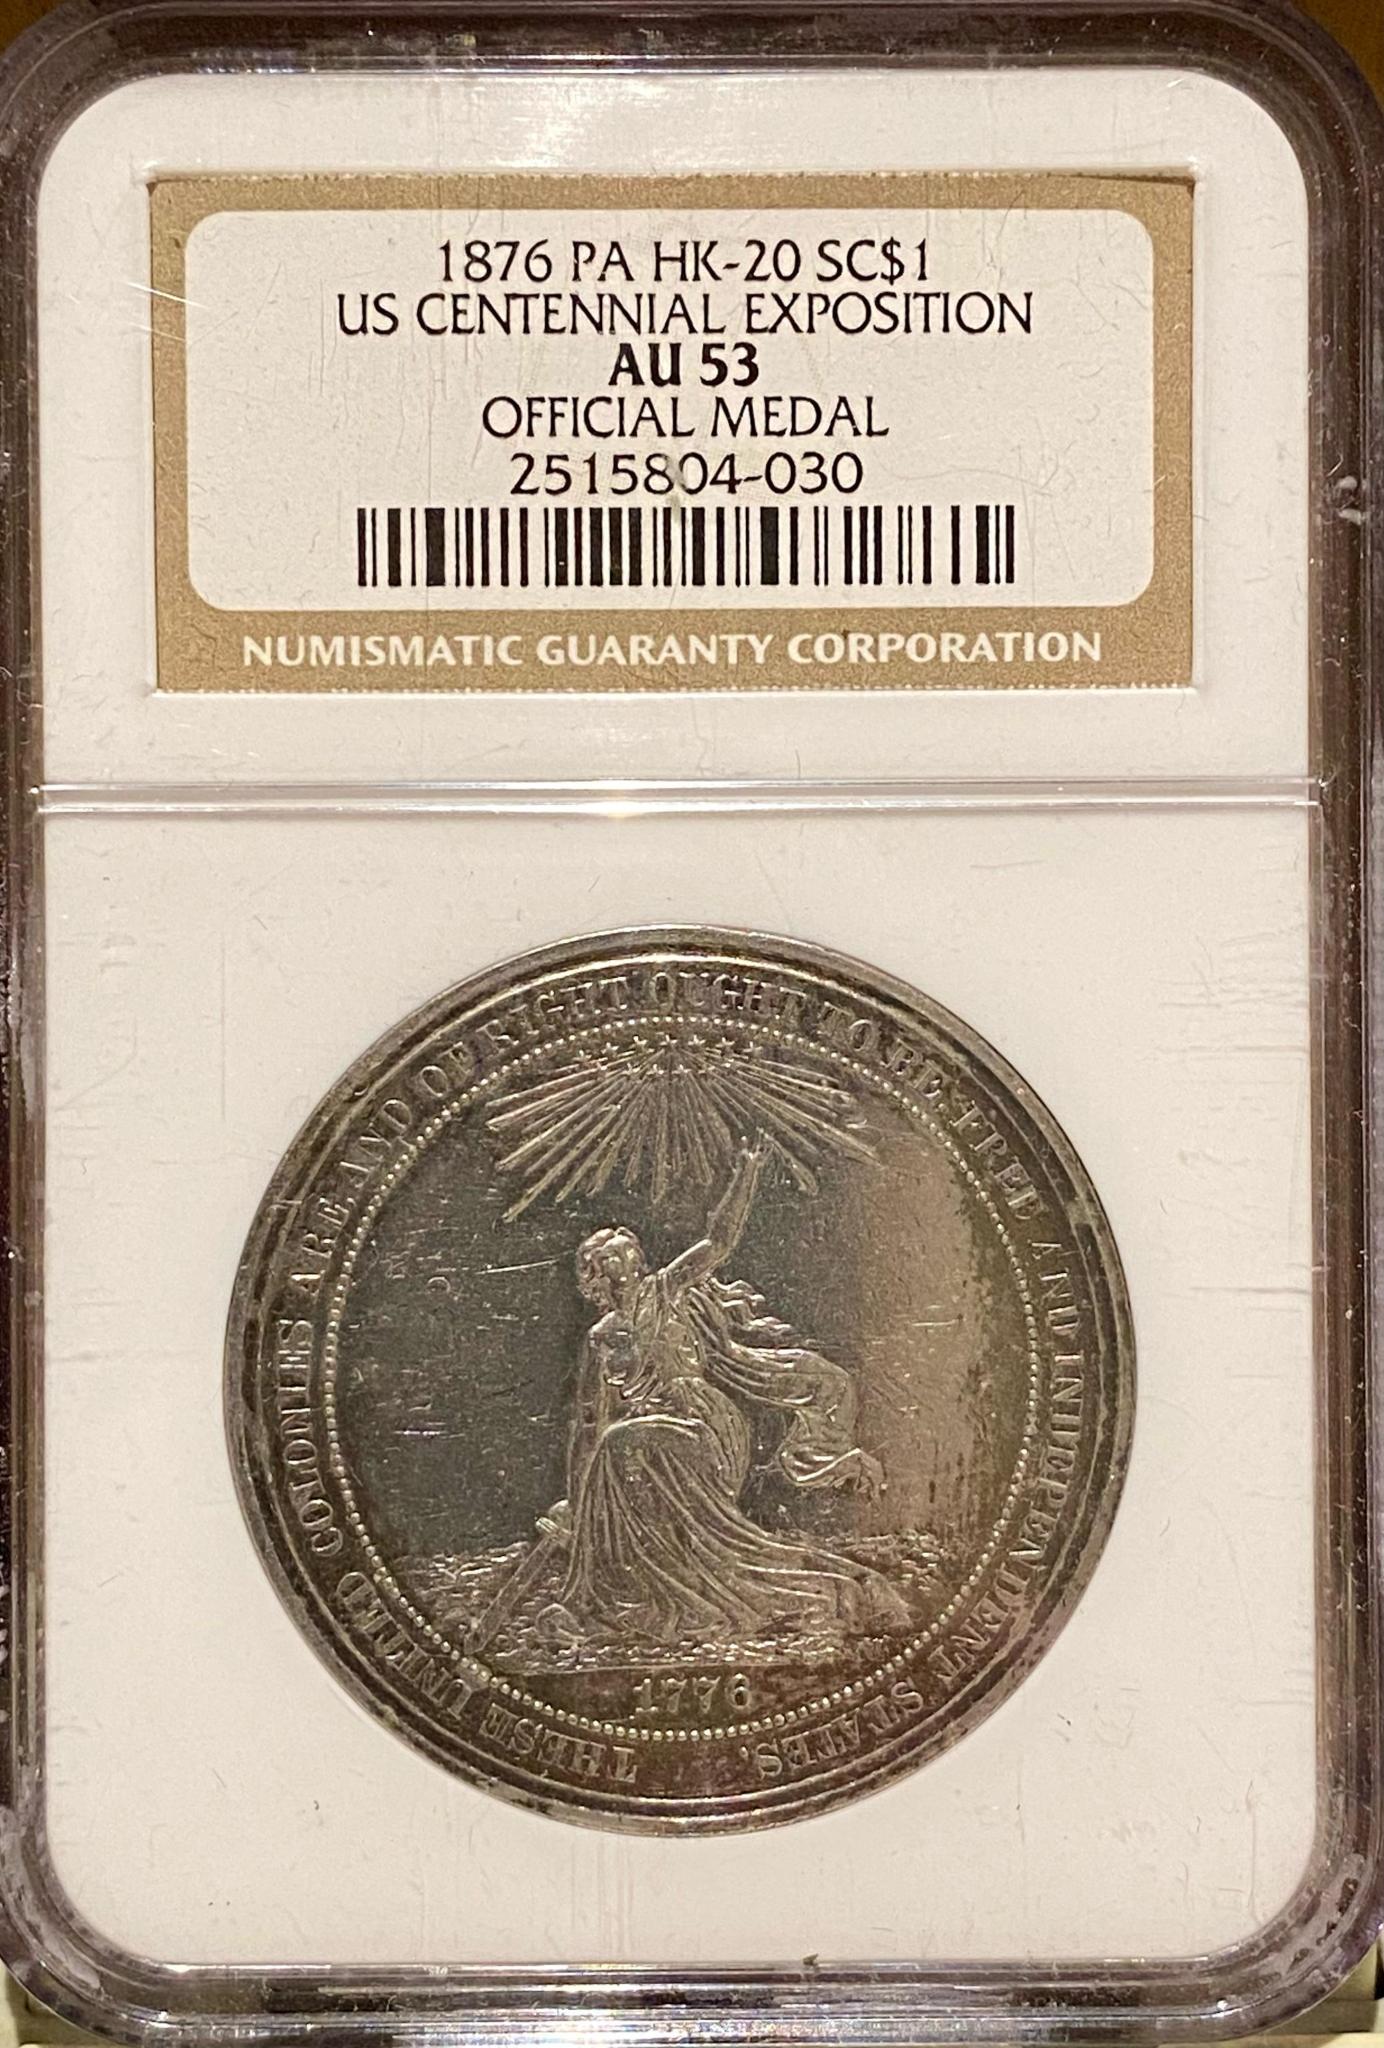 1876 PA HK-20 SC$1
US CENTENNIAL EXPOSITION
AU 53
OFFICIAL MEDAL
2515804-030
NUMISMATIC GUARANTY CORPORATION
THESE UNITED COLONIES ARE AND OF RIGHT OUGHT TO BE FREE AND INDEPENDENT STATES.
1776